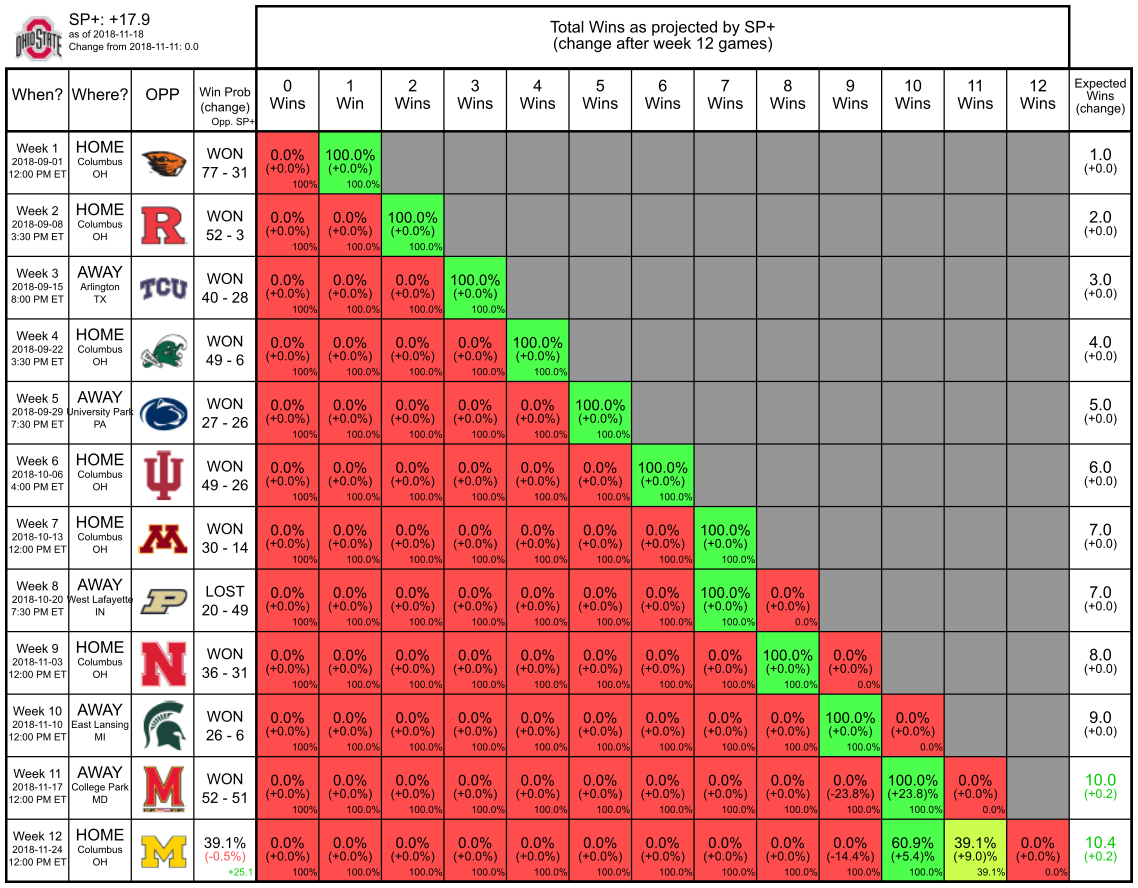 OHIO STATE
SP+: +17.9
as of 2018-11-18
Change from 2018-11-11: 0.0
Total Wins as projected by SP+
(change after week 12 games)
When? Where? OPP Win Prob 0 1 2 3 4 5 6 7 8 9 10 11 12 Expected
(change) Wins Win Wins Wins Wins Wins Wins Wins Wins Wins Wins Wins Wins Wins
Opp. SP+ (change)
Week 1 HOME WON 0.0% 100.0% 1.0
2018-09-01 Columbus 77 - 31 (+0.0%) (+0.0%) (+0.0)
12:00 PM ET OH 100% 100.0%
Week 2 HOME R WON 0.0% 0.0% 100.0% 2.0
2018-09-08 Columbus 52 - 3 (+0.0%) (+0.0%) (+0.0%) (+0.0)
3:30 PM ET OH 100% 100.0% 100.0%
Week 3 AWAY TCU WON 0.0% 0.0% 0.0% 100.0% 3.0
2018-09-15 Arlington 40 - 28 (+0.0%) (+0.0%) (+0.0%) (+0.0%) (+0.0)
8:00 PM ET TX 100% 100.0% 100.0% 100.0%
Week 4 HOME WON 0.0% 0.0% 0.0% 0.0% 100.0% 4.0
2018-09-22 Columbus 49 - 6 (+0.0%) (+0.0%) (+0.0%) (+0.0%) (+0.0%) (+0.0)
3:30 PM ET OH 100% 100.0% 100.0% 100.0% 100.0%
Week 5 AWAY WON 0.0% 0.0% 0.0% 0.0% 0.0% 100.0% 5.0
2018-09-29 University Park 27 - 26 (+0.0%) (+0.0%) (+0.0%) (+0.0%) (+0.0%) (+0.0%) (+0.0)
7:30 PM ET PA 100% 100.0% 100.0% 100.0% 100.0% 100.0%
Week 6 HOME WON 0.0% 0.0% 0.0% 0.0% 0.0% 0.0% 100.0% 6.0
2018-10-06 Columbus 49 - 26 (+0.0%) (+0.0%) (+0.0%) (+0.0%) (+0.0%) (+0.0%) (+0.0%) (+0.0)
4:00 PM ET OH 100% 100.0% 100.0% 100.0% 100.0% 100.0% 100.0%
Week 7 HOME M WON 0.0% 0.0% 0.0% 0.0% 0.0% 0.0% 0.0% 100.0% 7.0
2018-10-13 Columbus 30 - 14 (+0.0%) (+0.0%) (+0.0%) (+0.0%) (+0.0%) (+0.0%) (+0.0%) (+0.0%) (+0.0)
12:00 PM ET OH 100% 100.0% 100.0% 100.0% 100.0% 100.0% 100.0% 100.0%
Week 8 AWAY P LOST 0.0% 0.0% 0.0% 0.0% 0.0% 0.0% 0.0% 100.0% 0.0% 7.0
2018-10-20 West Lafayette 20 - 49 (+0.0%) (+0.0%) (+0.0%) (+0.0%) (+0.0%) (+0.0%) (+0.0%) (+0.0%) (+0.0%) (+0.0)
7:30 PM ET IN 100% 100.0% 100.0% 100.0% 100.0% 100.0% 100.0% 100.0% 0.0%
Week 9 HOME N WON 0.0% 0.0% 0.0% 0.0% 0.0% 0.0% 0.0% 0.0% 100.0% 0.0% 8.0
2018-11-03 Columbus 36 - 31 (+0.0%) (+0.0%) (+0.0%) (+0.0%) (+0.0%) (+0.0%) (+0.0%) (+0.0%) (+0.0%) (+0.0%) (+0.0)
12:00 PM ET OH 100% 100.0% 100.0% 100.0% 100.0% 100.0% 100.0% 100.0% 100.0% 0.0%
Week 10 AWAY WON 0.0% 0.0% 0.0% 0.0% 0.0% 0.0% 0.0% 0.0% 0.0% 100.0% 0.0% 9.0
2018-11-10 East Lansing 26 - 6 (+0.0%) (+0.0%) (+0.0%) (+0.0%) (+0.0%) (+0.0%) (+0.0%) (+0.0%) (+0.0%) (+0.0%) (+0.0%) (+0.0)
12:00 PM ET MI 100% 100.0% 100.0% 100.0% 100.0% 100.0% 100.0% 100.0% 100.0% 100.0% 0.0%
Week 11 AWAY M WON 0.0% 0.0% 0.0% 0.0% 0.0% 0.0% 0.0% 0.0% 0.0% 0.0% 100.0% 0.0% 10.0
2018-11-17 College Park 52 - 51 (+0.0%) (+0.0%) (+0.0%) (+0.0%) (+0.0%) (+0.0%) (+0.0%) (+0.0%) (+0.0%) (-23.8%) (+23.8)% (+0.0%) (+0.2)
12:00 PM ET MD 100% 100.0% 100.0% 100.0% 100.0% 100.0% 100.0% 100.0% 100.0% 100.0% 100.0% 0.0%
Week 12 HOME M 39.1% 0.0% 0.0% 0.0% 0.0% 0.0% 0.0% 0.0% 0.0% 0.0% 0.0% 60.9% 39.1% 0.0% 10.4
2018-11-24 Columbus (-0.5%) (+0.0%) (+0.0%) (+0.0%) (+0.0%) (+0.0%) (+0.0%) (+0.0%) (+0.0%) (+0.0%) (-14.4%) (+5.4)% (+9.0)% (+0.0%) (+0.2)
12:00 PM ET OH +25.1 100% 100.0% 100.0% 100.0% 100.0% 100.0% 100.0% 100.0% 100.0% 100.0% 100.0% 39.1% 0.0%